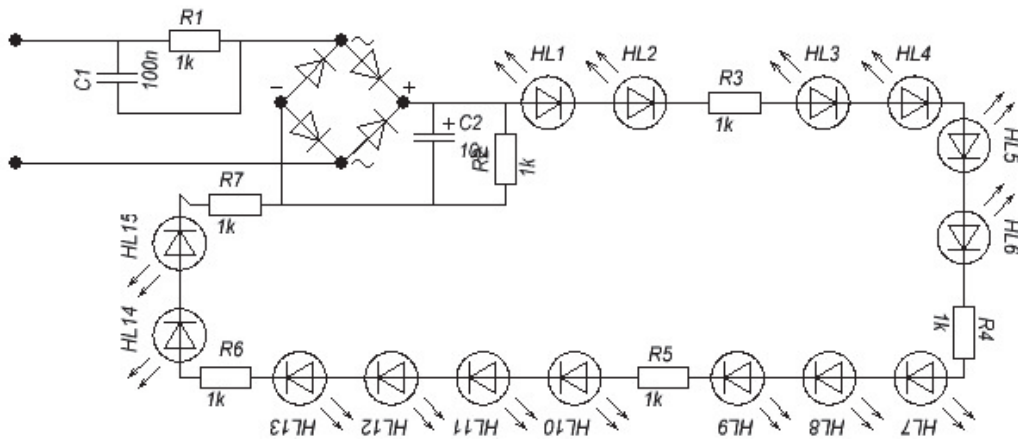 R1
1k
C1
100n
~
−
+
~
+ C2
R2
1k
HL1
HL2
R3
1k
HL3
HL4
HL5
HL6
R4
1k
HL7
HL8
HL9
R5
1k
HL10
HL11
HL12
HL13
R6
1k
HL14
HL15
R7
1k